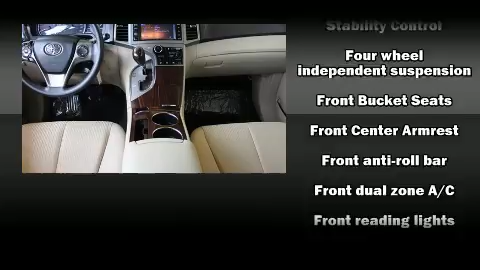 Stability Control
Four wheel
independent suspension
Front Bucket Seats
Front Center Armrest
Front anti-roll bar
Front dual zone A/C
Front reading lights